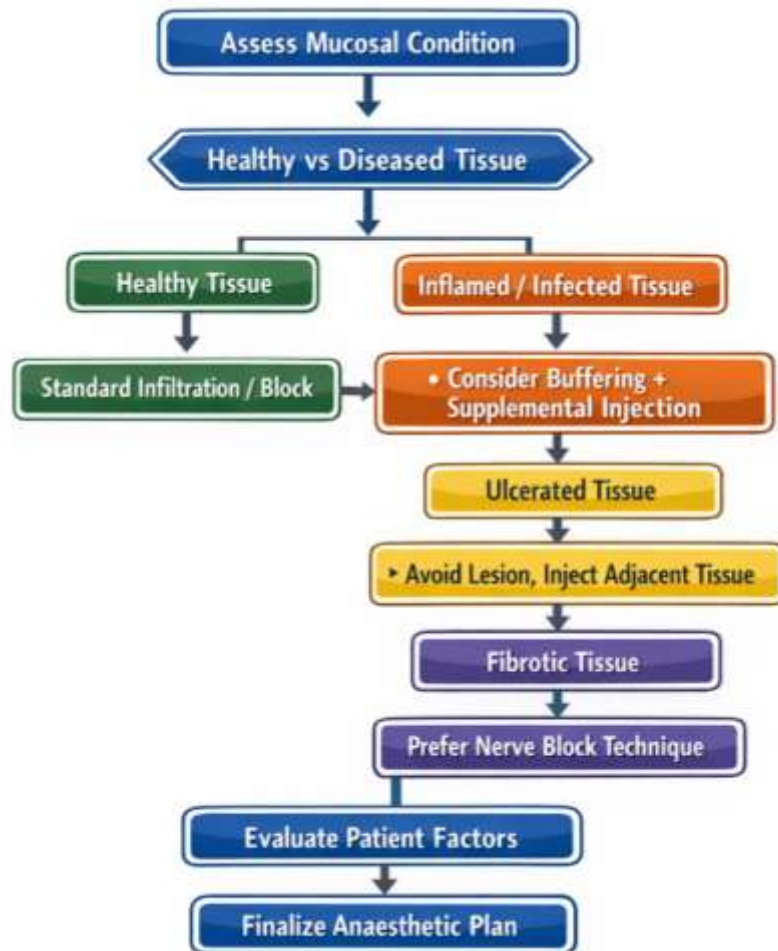 Assess Mucosal Condition
Healthy vs Diseased Tissue
Healthy Tissue
Inflamed / Infected Tissue
Standard Infiltration / Block
• Consider Buffering +
Supplemental Injection
Ulcerated Tissue
▸ Avoid Lesion, Inject Adjacent Tissue
Fibrotic Tissue
Prefer Nerve Block Technique
Evaluate Patient Factors
Finalize Anaesthetic Plan